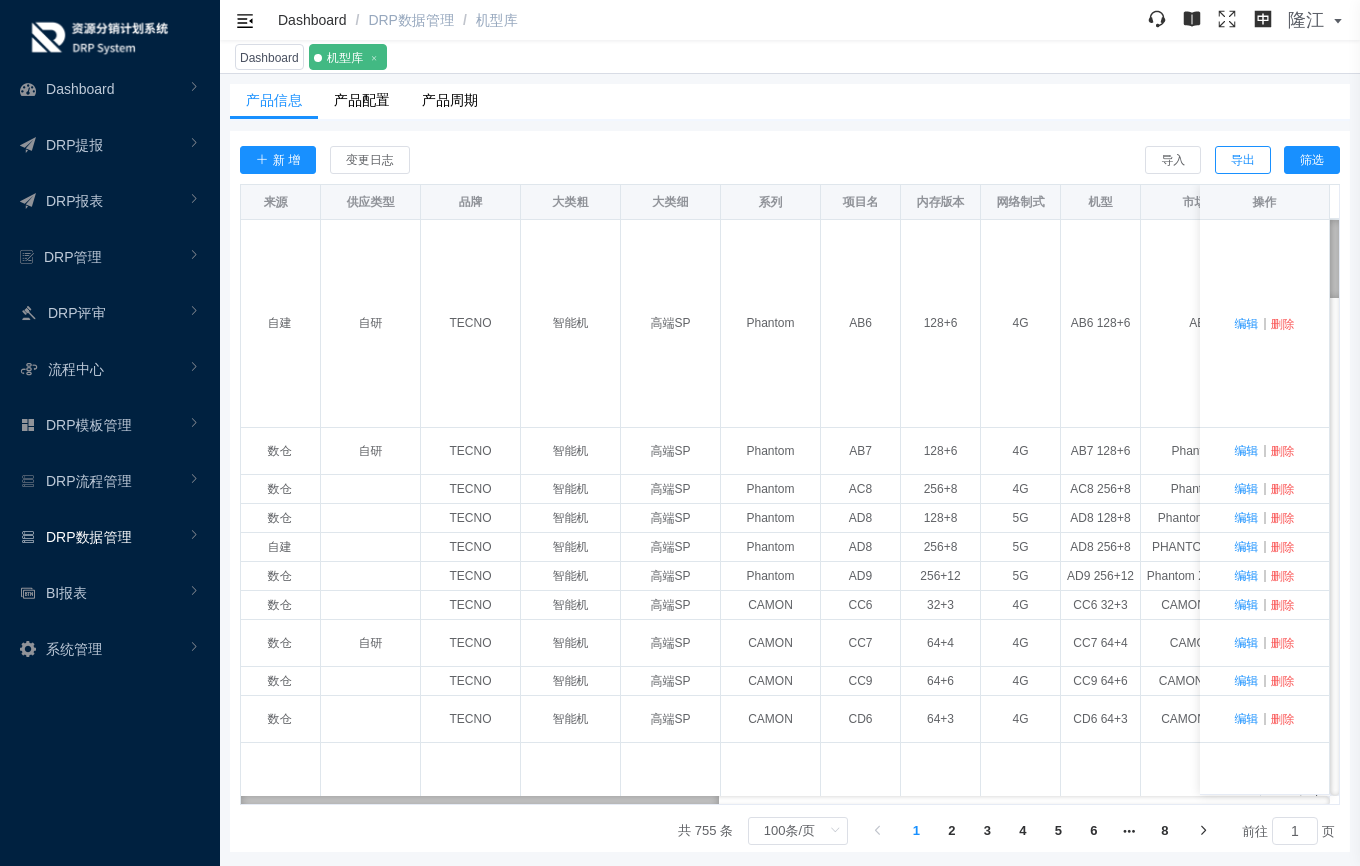 资源分销计划系统
DRP System
Dashboard
DRP提报
DRP报表
DRP管理
DRP评审
流程中心
DRP模板管理
DRP流程管理
DRP数据管理
BI报表
系统管理
Dashboard / DRP数据管理 / 机型库
中 隆江
Dashboard 机型库 ×
产品信息 产品配置 产品周期
新 增 变更日志 导入 导出 筛选
来源 供应类型 品牌 大类粗 大类细 系列 项目名 内存版本 网络制式 机型 操作
自建 自研 TECNO 智能机 高端SP Phantom AB6 128+6 4G AB6 128+6 编辑 | 删除
数仓 自研 TECNO 智能机 高端SP Phantom AB7 128+6 4G AB7 128+6 编辑 | 删除
数仓 TECNO 智能机 高端SP Phantom AC8 256+8 4G AC8 256+8 编辑 | 删除
数仓 TECNO 智能机 高端SP Phantom AD8 128+8 5G AD8 128+8 编辑 | 删除
自建 TECNO 智能机 高端SP Phantom AD8 256+8 5G AD8 256+8 编辑 | 删除
数仓 TECNO 智能机 高端SP Phantom AD9 256+12 5G AD9 256+12 Phantom 编辑 | 删除
数仓 TECNO 智能机 高端SP CAMON CC6 32+3 4G CC6 32+3 编辑 | 删除
数仓 自研 TECNO 智能机 高端SP CAMON CC7 64+4 4G CC7 64+4 编辑 | 删除
数仓 TECNO 智能机 高端SP CAMON CC9 64+6 4G CC9 64+6 CAMON 编辑 | 删除
数仓 TECNO 智能机 高端SP CAMON CD6 64+3 4G CD6 64+3 编辑 | 删除
共 755 条 100条/页 1 2 3 4 5 6 ••• 8 前往 1 页